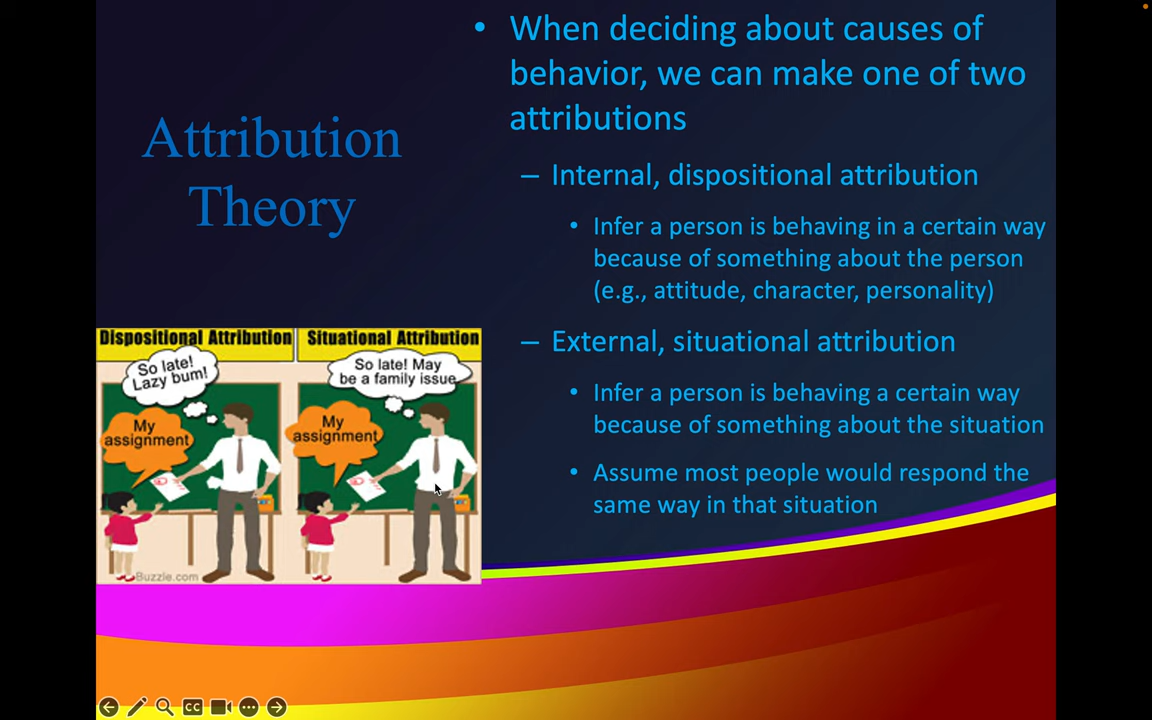 Attribution
Theory
• When deciding about causes of
behavior, we can make one of two
attributions
– Internal, dispositional attribution
• Infer a person is behaving in a certain way
because of something about the person
(e.g., attitude, character, personality)
– External, situational attribution
• Infer a person is behaving a certain way
because of something about the situation
• Assume most people would respond the
same way in that situation
Dispositional Attribution
So late!
Lazy bum!
My
assignment
Situational Attribution
So late! May
be a family issue
My
assignment
Buzzle.com
CC